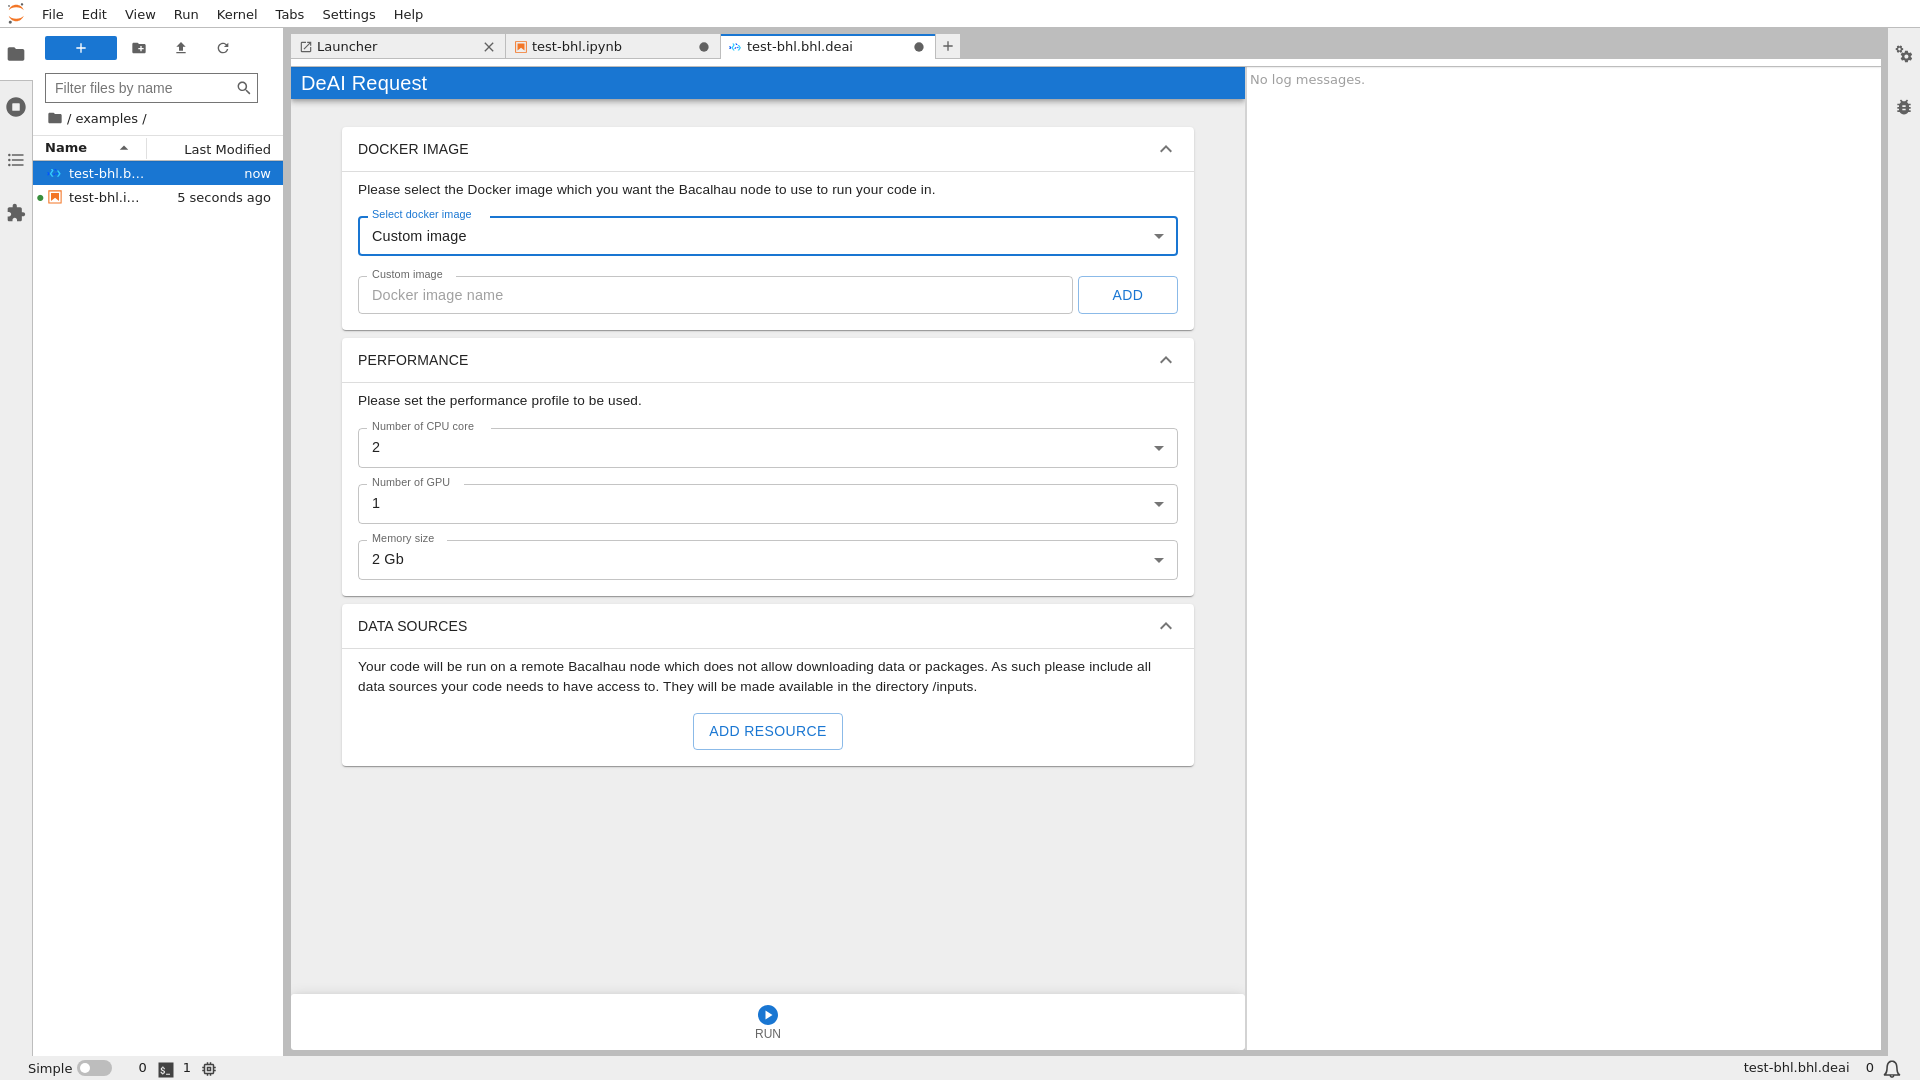 File Edit View Run Kernel Tabs Settings Help
Filter files by name
/ examples /
Name Last Modified
test-bhl.b… now
test-bhl.i… 5 seconds ago
Launcher
test-bhl.ipynb
test-bhl.bhl.deai
DeAI Request
DOCKER IMAGE
Please select the Docker image which you want the Bacalhau node to use to run your code in.
Select docker image
Custom image
Custom image
Docker image name
ADD
PERFORMANCE
Please set the performance profile to be used.
Number of CPU core
2
Number of GPU
1
Memory size
2 Gb
DATA SOURCES
Your code will be run on a remote Bacalhau node which does not allow downloading data or packages. As such please include all
data sources your code needs to have access to. They will be made available in the directory /inputs.
ADD RESOURCE
RUN
No log messages.
Simple 0 $_ 1 test-bhl.bhl.deai 0